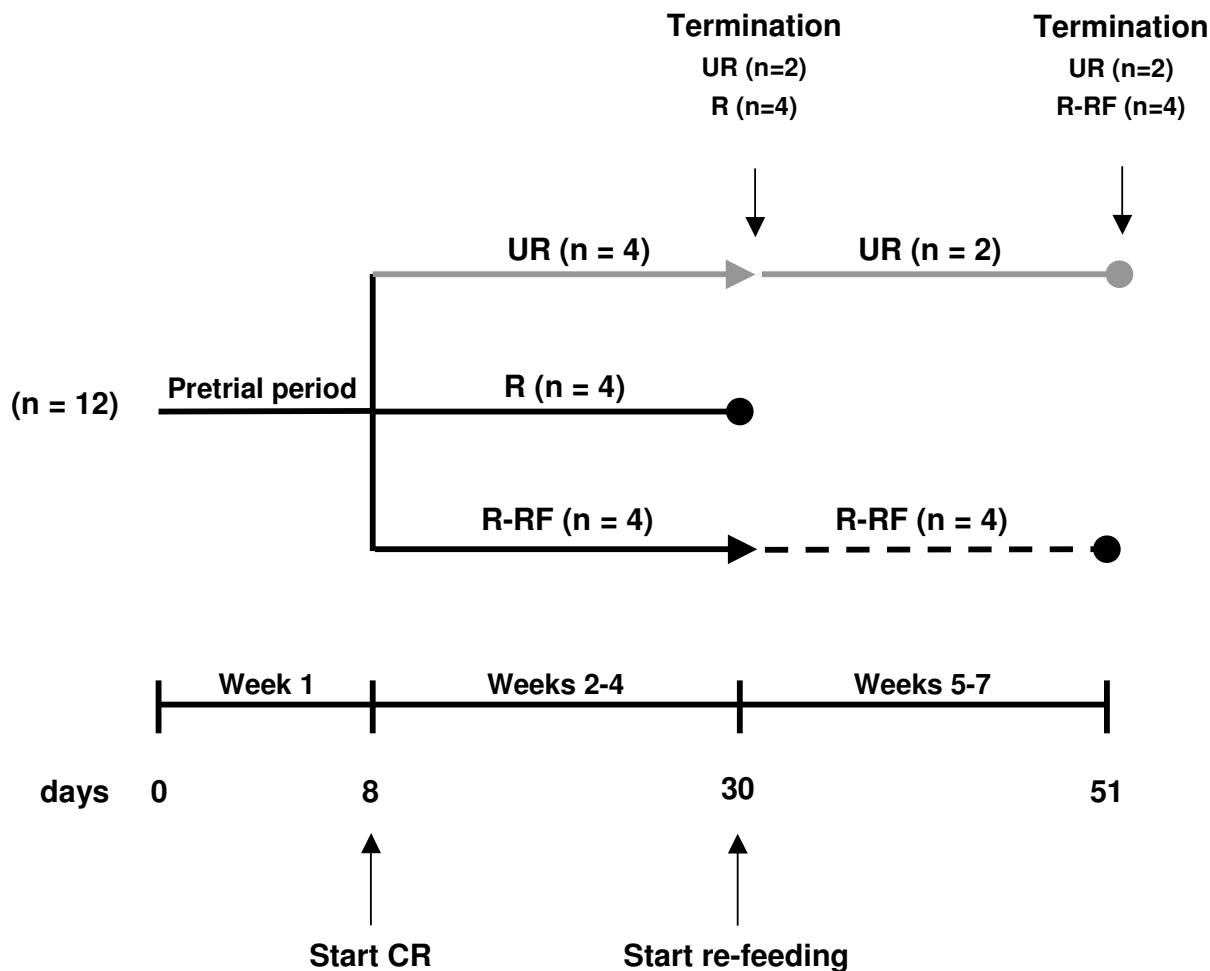 Termination
UR (n=2)
R (n=4)
Termination
UR (n=2)
R-RF (n=4)
UR (n = 4)
UR (n = 2)
(n = 12)
Pretrial period
R (n = 4)
R-RF (n = 4)
R-RF (n = 4)
Week 1
Weeks 2-4
Weeks 5-7
days
0
8
30
51
Start CR
Start re-feeding